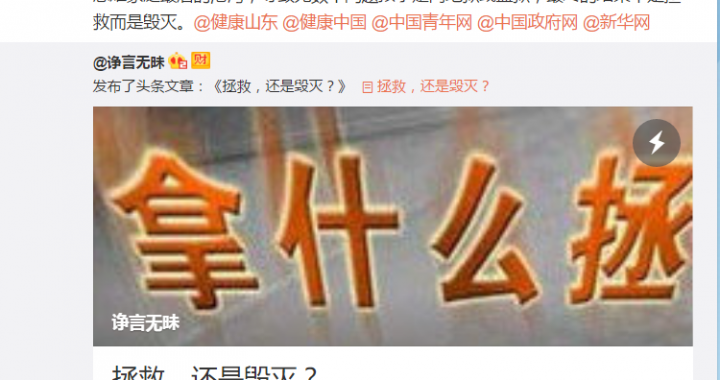 救而是毁灭。@健康山东 @健康中国 @中国青年网 @中国政府网 @新华网
@诤言无昧
财
发布了头条文章：《拯救，还是毁灭？》 拯救，还是毁灭？
拿什么拯
诤言无昧
拯救，还是毁灭？